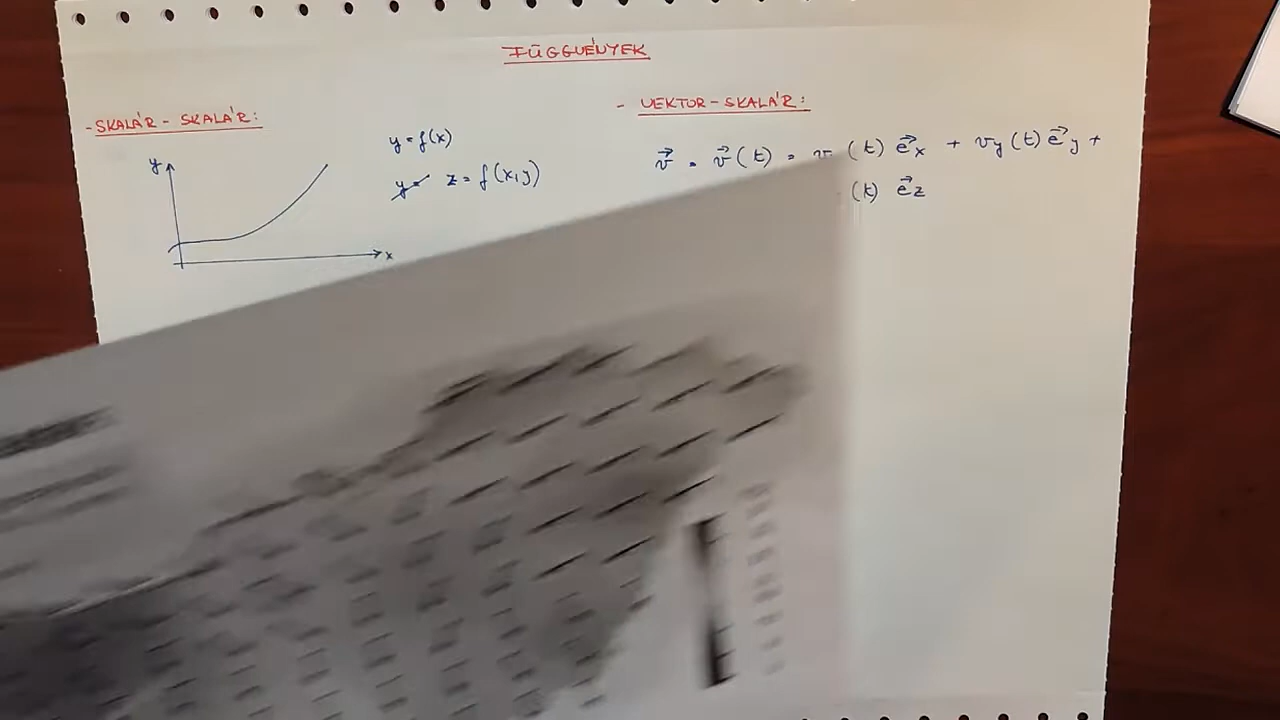 FÜGGVÉNYEK
- SKALÁR - SKALÁR:
y = f(x)
z = f(x,y)
y
x
- VEKTOR - SKALÁR:
v⃗ = v⃗(t) = v (t) e⃗x + vy(t) e⃗y +
(t) e⃗z